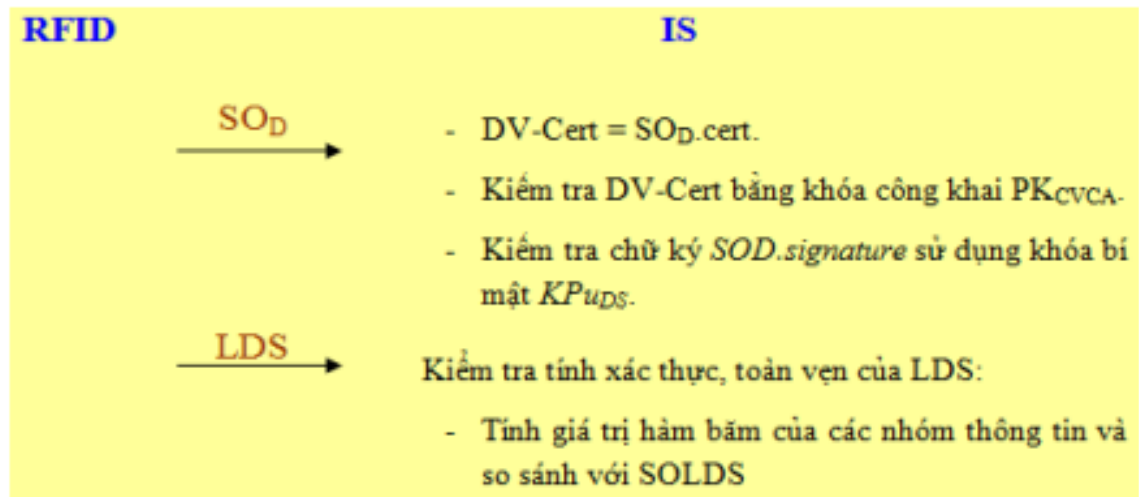 RFID IS
SOD
- DV-Cert = SOD.cert.
- Kiểm tra DV-Cert bằng khóa công khai PKCVCA.
- Kiểm tra chữ ký SOD.signature sử dụng khóa bí
mật KPuDS.
LDS
Kiểm tra tính xác thực, toàn vẹn của LDS:
- Tính giá trị hàm băm của các nhóm thông tin và
so sánh với SOLDS